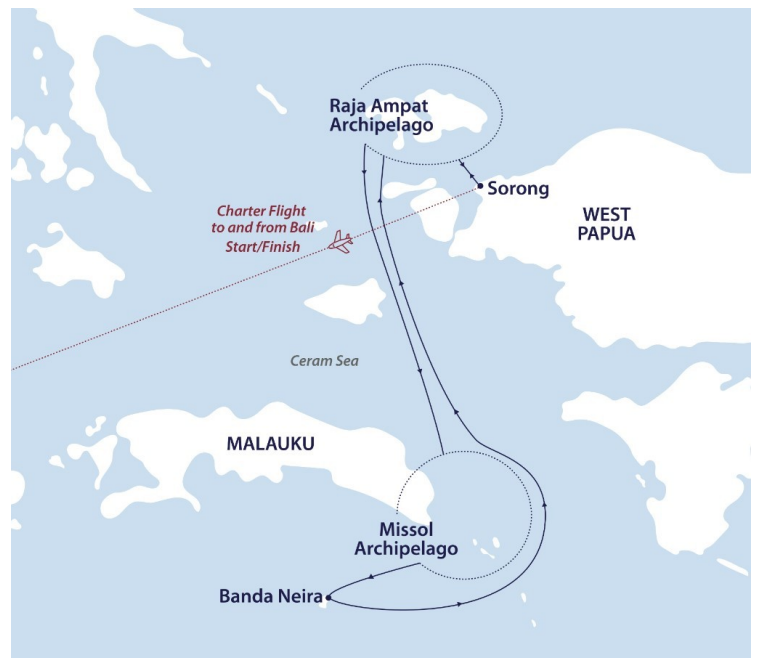 Raja Ampat
Archipelago
Sorong
WEST
PAPUA
Charter Flight
to and from Bali
Start/Finish
Ceram Sea
MALAUKU
Missol
Archipelago
Banda Neira